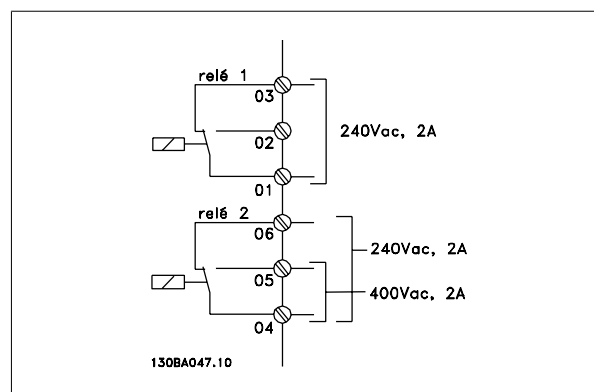 relé 1
03
02
240Vac, 2A
01
relé 2
06
240Vac, 2A
05
400Vac, 2A
04
130BA047.10